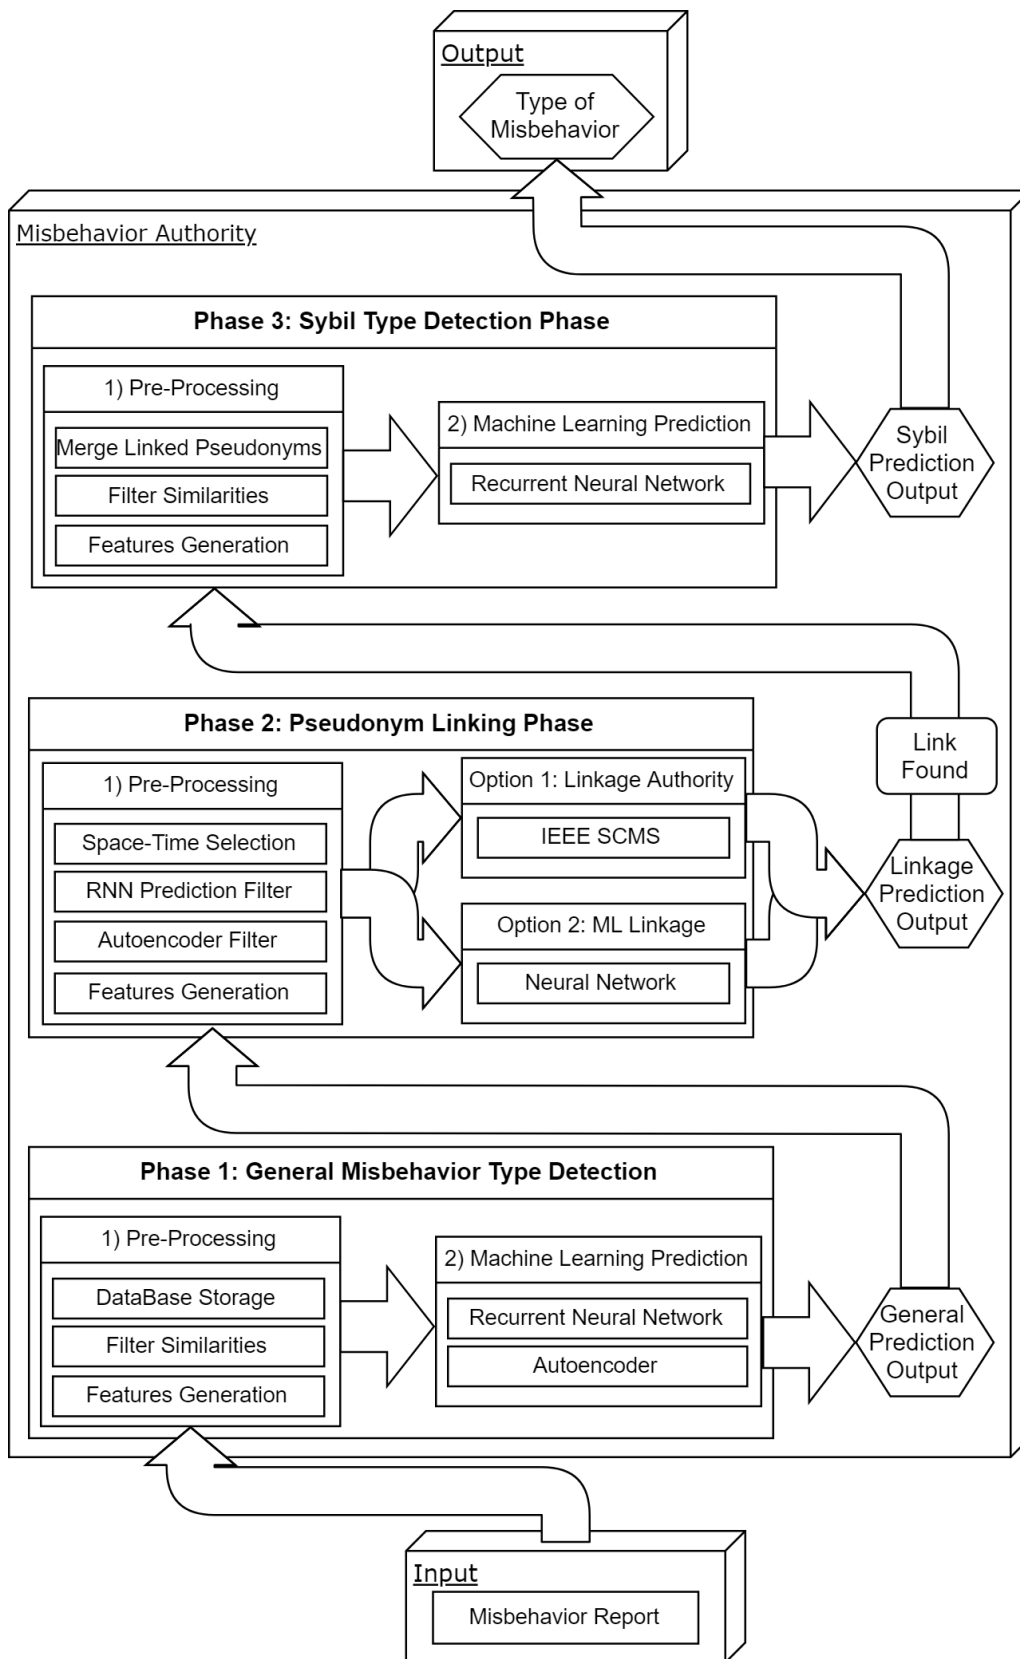 Output
Type of
Misbehavior
Misbehavior Authority
Phase 3: Sybil Type Detection Phase
1) Pre-Processing
Merge Linked Pseudonyms
Filter Similarities
Features Generation
2) Machine Learning Prediction
Recurrent Neural Network
Sybil
Prediction
Output
Phase 2: Pseudonym Linking Phase
1) Pre-Processing
Space-Time Selection
RNN Prediction Filter
Autoencoder Filter
Features Generation
Option 1: Linkage Authority
IEEE SCMS
Option 2: ML Linkage
Neural Network
Link
Found
Linkage
Prediction
Output
Phase 1: General Misbehavior Type Detection
1) Pre-Processing
DataBase Storage
Filter Similarities
Features Generation
2) Machine Learning Prediction
Recurrent Neural Network
Autoencoder
General
Prediction
Output
Input
Misbehavior Report